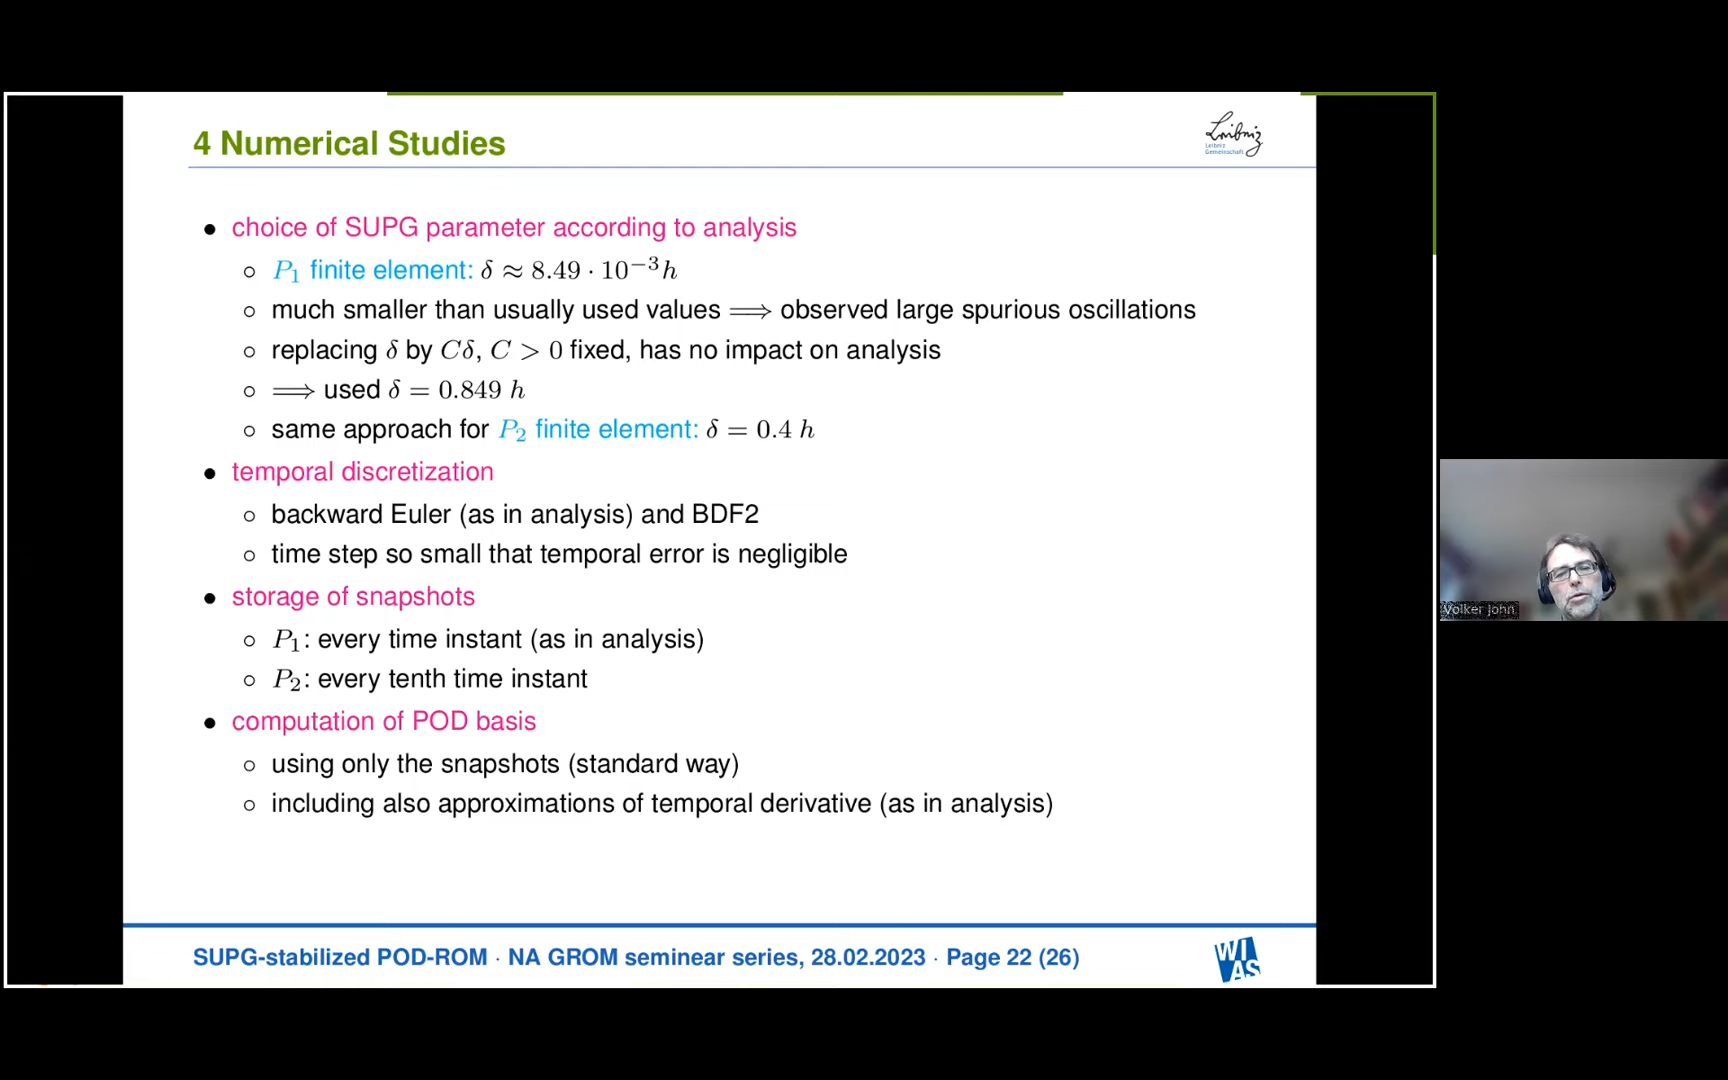 4 Numerical Studies
Leibniz
Leibniz
Gemeinschaft
• choice of SUPG parameter according to analysis
○ P₁ finite element: δ ≈ 8.49 · 10⁻³h
○ much smaller than usually used values ⟹ observed large spurious oscillations
○ replacing δ by Cδ, C > 0 fixed, has no impact on analysis
○ ⟹ used δ = 0.849 h
○ same approach for P₂ finite element: δ = 0.4 h
• temporal discretization
○ backward Euler (as in analysis) and BDF2
○ time step so small that temporal error is negligible
• storage of snapshots
○ P₁: every time instant (as in analysis)
○ P₂: every tenth time instant
• computation of POD basis
○ using only the snapshots (standard way)
○ including also approximations of temporal derivative (as in analysis)
SUPG-stabilized POD-ROM · NA GROM seminear series, 28.02.2023 · Page 22 (26)
WI
AS
Volker John